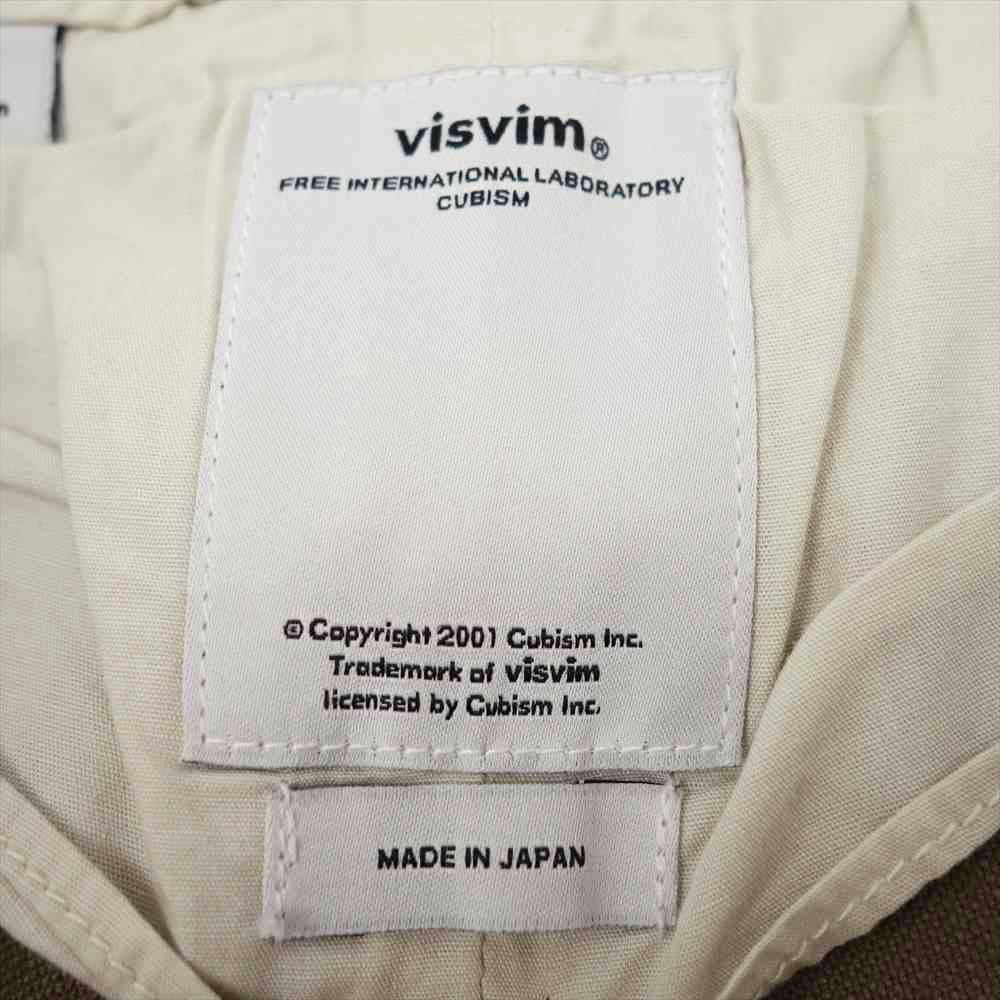 visvim®
FREE INTERNATIONAL LABORATORY
CUBISM
© Copyright 2001 Cubism Inc.
Trademark of visvim
licensed by Cubism Inc.
MADE IN JAPAN